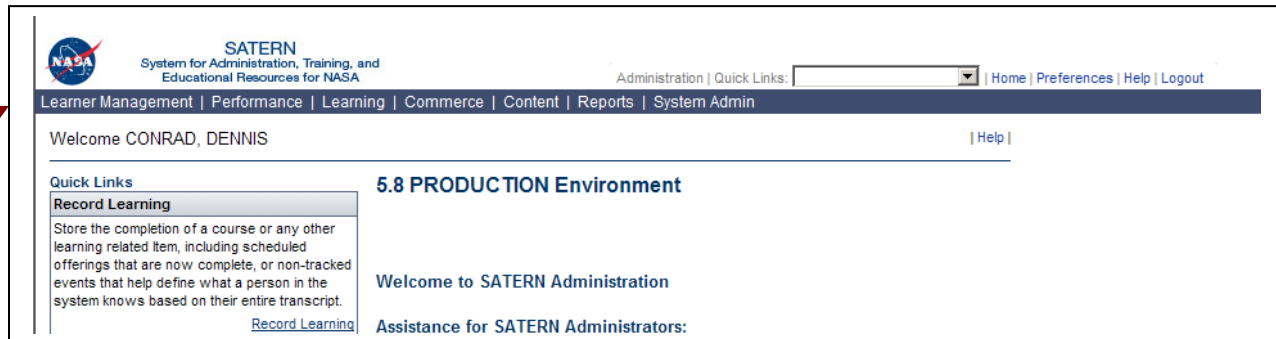 NASA
SATERN
System for Administration, Training, and
Educational Resources for NASA
Administration | Quick Links: | Home | Preferences | Help | Logout
Learner Management | Performance | Learning | Commerce | Content | Reports | System Admin
Welcome CONRAD, DENNIS
| Help |
Quick Links
Record Learning
Store the completion of a course or any other
learning related Item, including scheduled
offerings that are now complete, or non-tracked
events that help define what a person in the
system knows based on their entire transcript.
Record Learning
5.8 PRODUCTION Environment
Welcome to SATERN Administration
Assistance for SATERN Administrators: